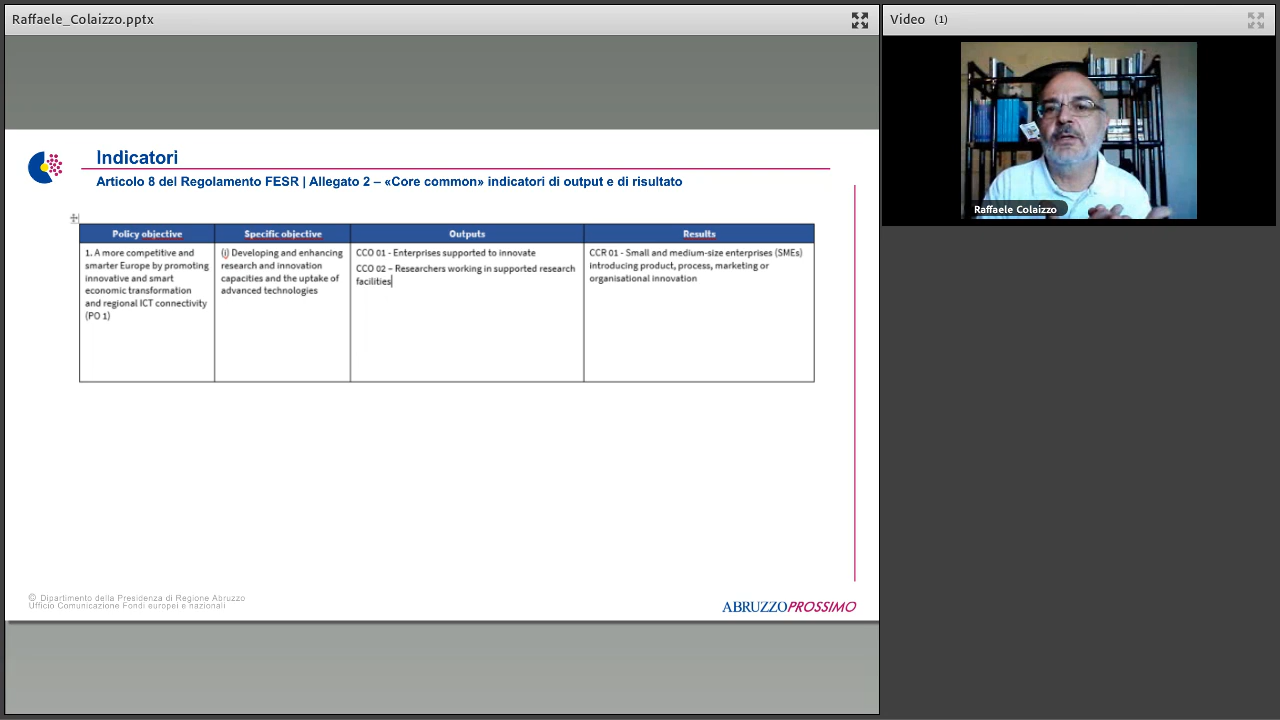 Raffaele_Colaizzo.pptx
Video (1)
Raffaele Colaizzo
Indicatori
Articolo 8 del Regolamento FESR | Allegato 2 – «Core common» indicatori di output e di risultato
Policy objective
Specific objective
Outputs
Results
1. A more competitive and
smarter Europe by promoting
innovative and smart
economic transformation
and regional ICT connectivity
(PO 1)
(i) Developing and enhancing
research and innovation
capacities and the uptake of
advanced technologies
CCO 01 - Enterprises supported to innovate
CCO 02 – Researchers working in supported research
facilities
CCR 01 - Small and medium-size enterprises (SMEs)
introducing product, process, marketing or
organisational innovation
© Dipartimento della Presidenza di Regione Abruzzo
Ufficio Comunicazione Fondi europei e nazionali
ABRUZZOPROSSIMO